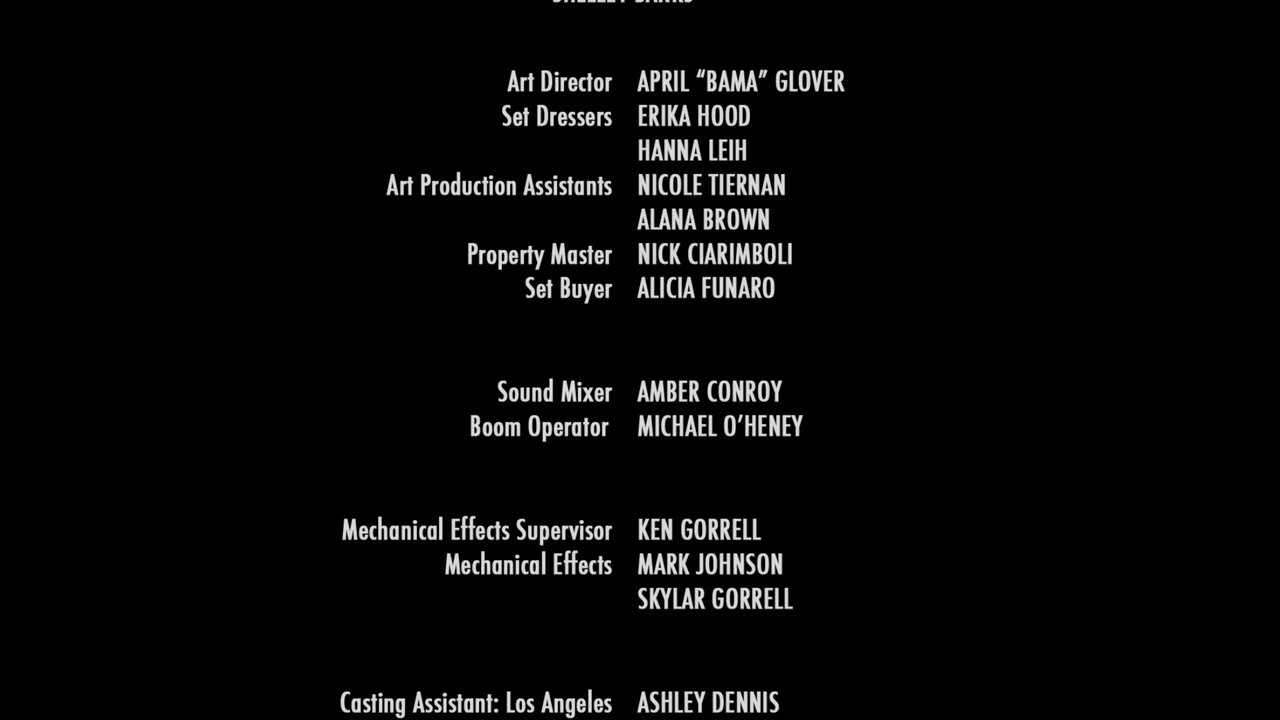 Art Director APRIL “BAMA” GLOVER
Set Dressers ERIKA HOOD
HANNA LEIH
Art Production Assistants NICOLE TIERNAN
ALANA BROWN
Property Master NICK CIARIMBOLI
Set Buyer ALICIA FUNARO
Sound Mixer AMBER CONROY
Boom Operator MICHAEL O’HENEY
Mechanical Effects Supervisor KEN GORRELL
Mechanical Effects MARK JOHNSON
SKYLAR GORRELL
Casting Assistant: Los Angeles ASHLEY DENNIS